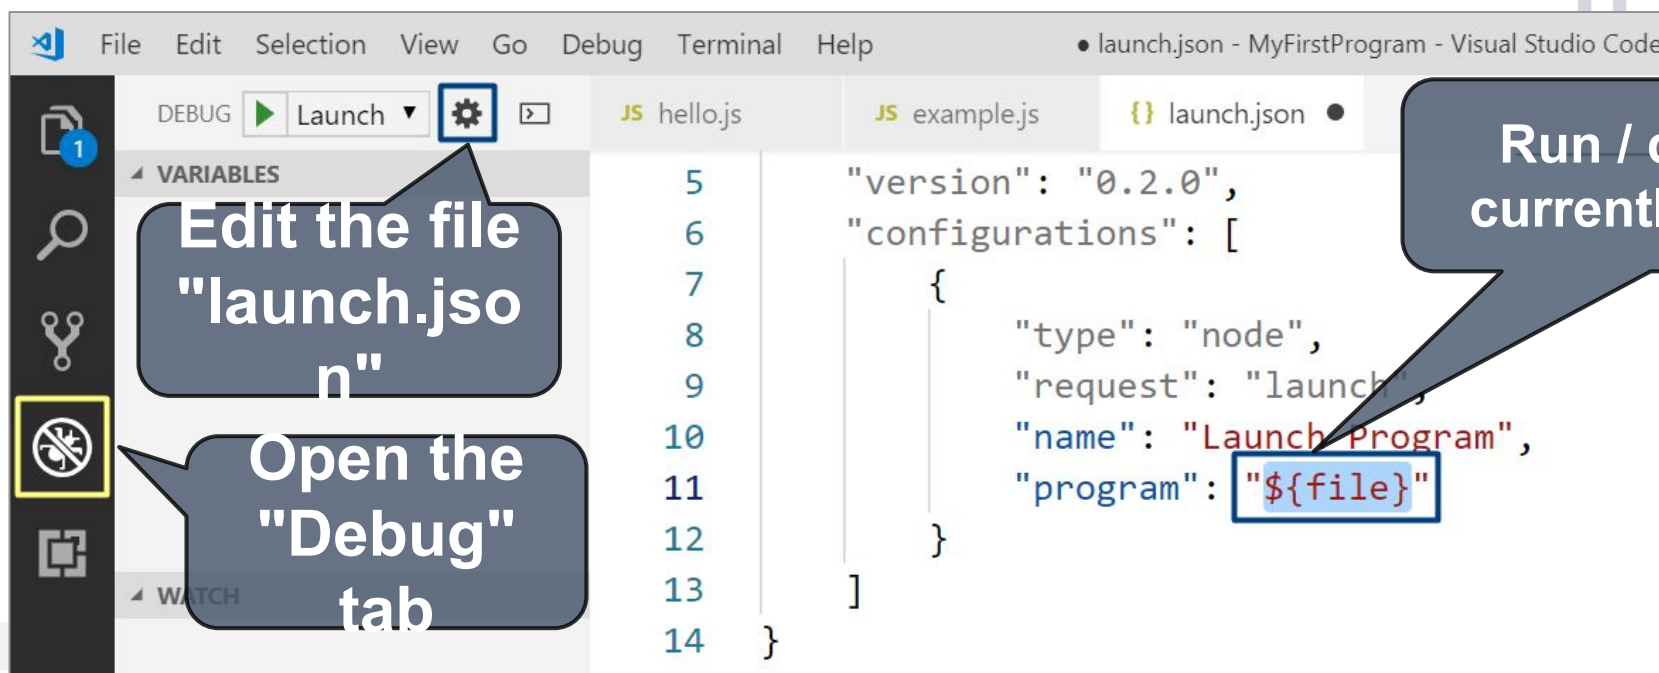 File Edit Selection View Go Debug Terminal Help ● launch.json - MyFirstProgram - Visual Studio Code
DEBUG Launch
JS hello.js JS example.js {} launch.json ●
1
VARIABLES
Edit the file
"launch.jso
n"
Open the
"Debug"
tab
WATCH
Run /
5 "version": "0.2.0",
6 "configurations": [
7 {
8 "type": "node",
9 "request": "launch",
10 "name": "Launch Program",
11 "program": "${file}"
12 }
13 ]
14 }